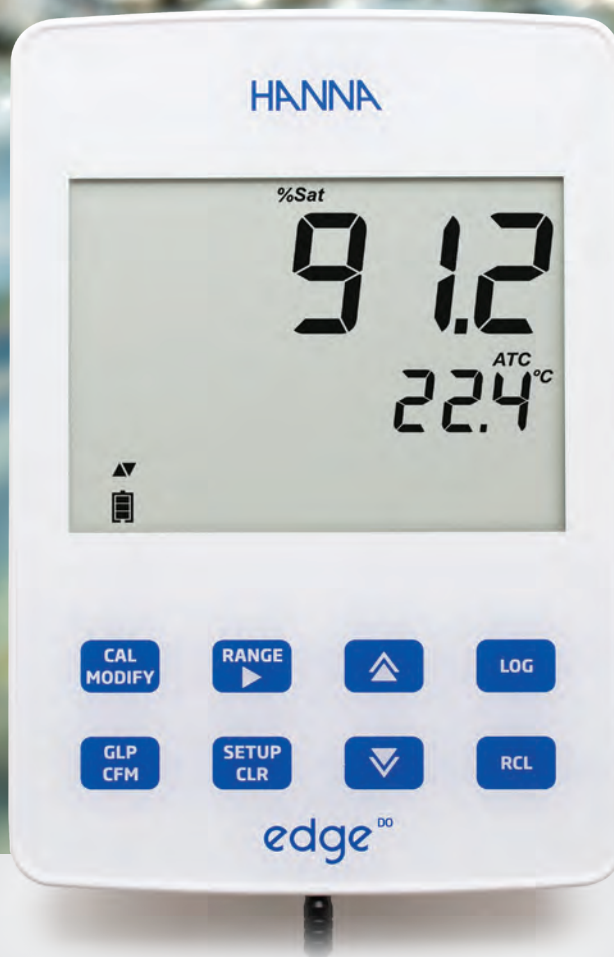 HANNA
%Sat
91.2
ATC
22.4 °C
CAL
MODIFY
RANGE
LOG
GLP
CFM
SETUP
CLR
RCL
edge DO